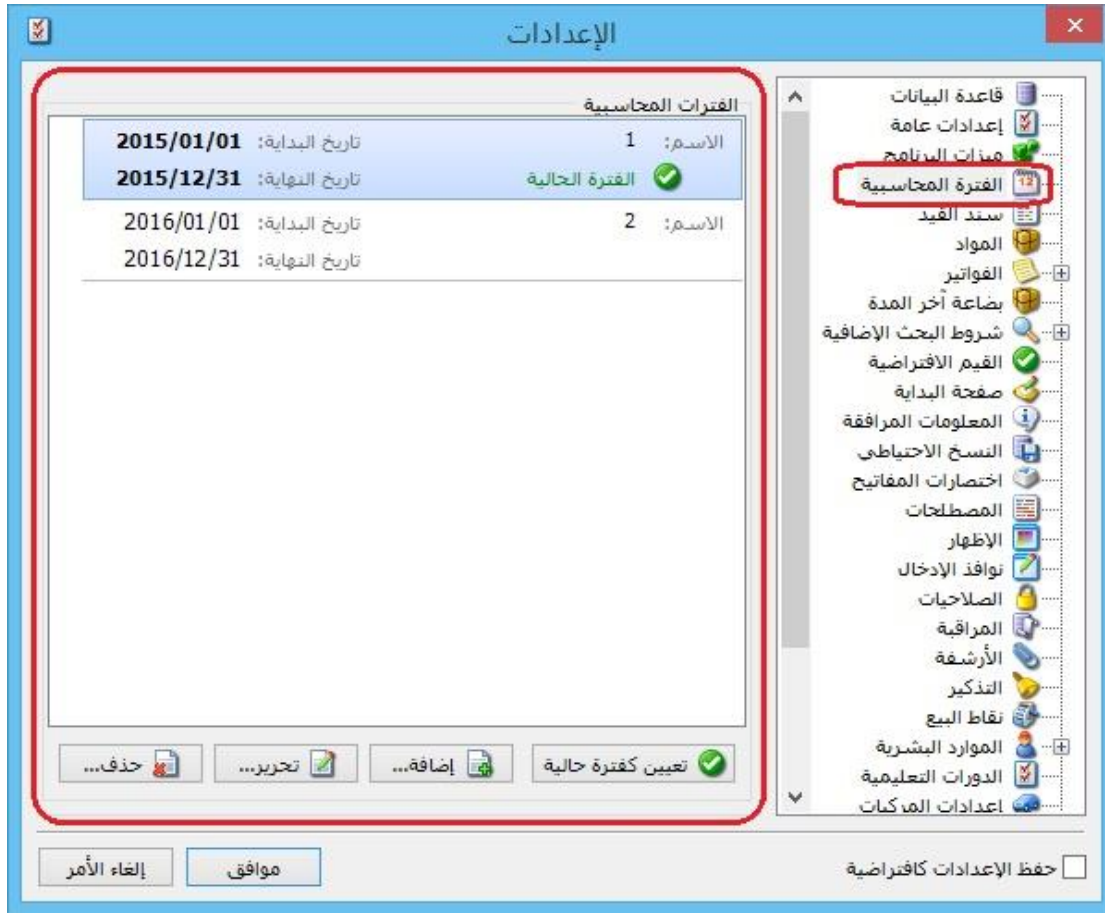 الإعدادات
قاعدة البيانات
إعدادات عامة
ميزات البرنامج
الفترة المحاسبية
سند القيد
المواد
الفواتير
بضاعة آخر المدة
شروط البحث الإضافية
القيم الافتراضية
صفحة البداية
المعلومات المرافقة
النسخ الاحتياطي
اختصارات المفاتيح
المصطلحات
الإظهار
نوافذ الإدخال
الصلاحيات
المراقبة
الأرشفة
التذكير
نقاط البيع
الموارد البشرية
الدورات التعليمية
إعدادات المركبات
الفترات المحاسبية
الاسم: 1 تاريخ البداية: 2015/01/01
الفترة الحالية تاريخ النهاية: 2015/12/31
الاسم: 2 تاريخ البداية: 2016/01/01
تاريخ النهاية: 2016/12/31
تعيين كفترة حالية إضافة... تحرير... حذف...
حفظ الإعدادات كافتراضية موافق إلغاء الأمر
12